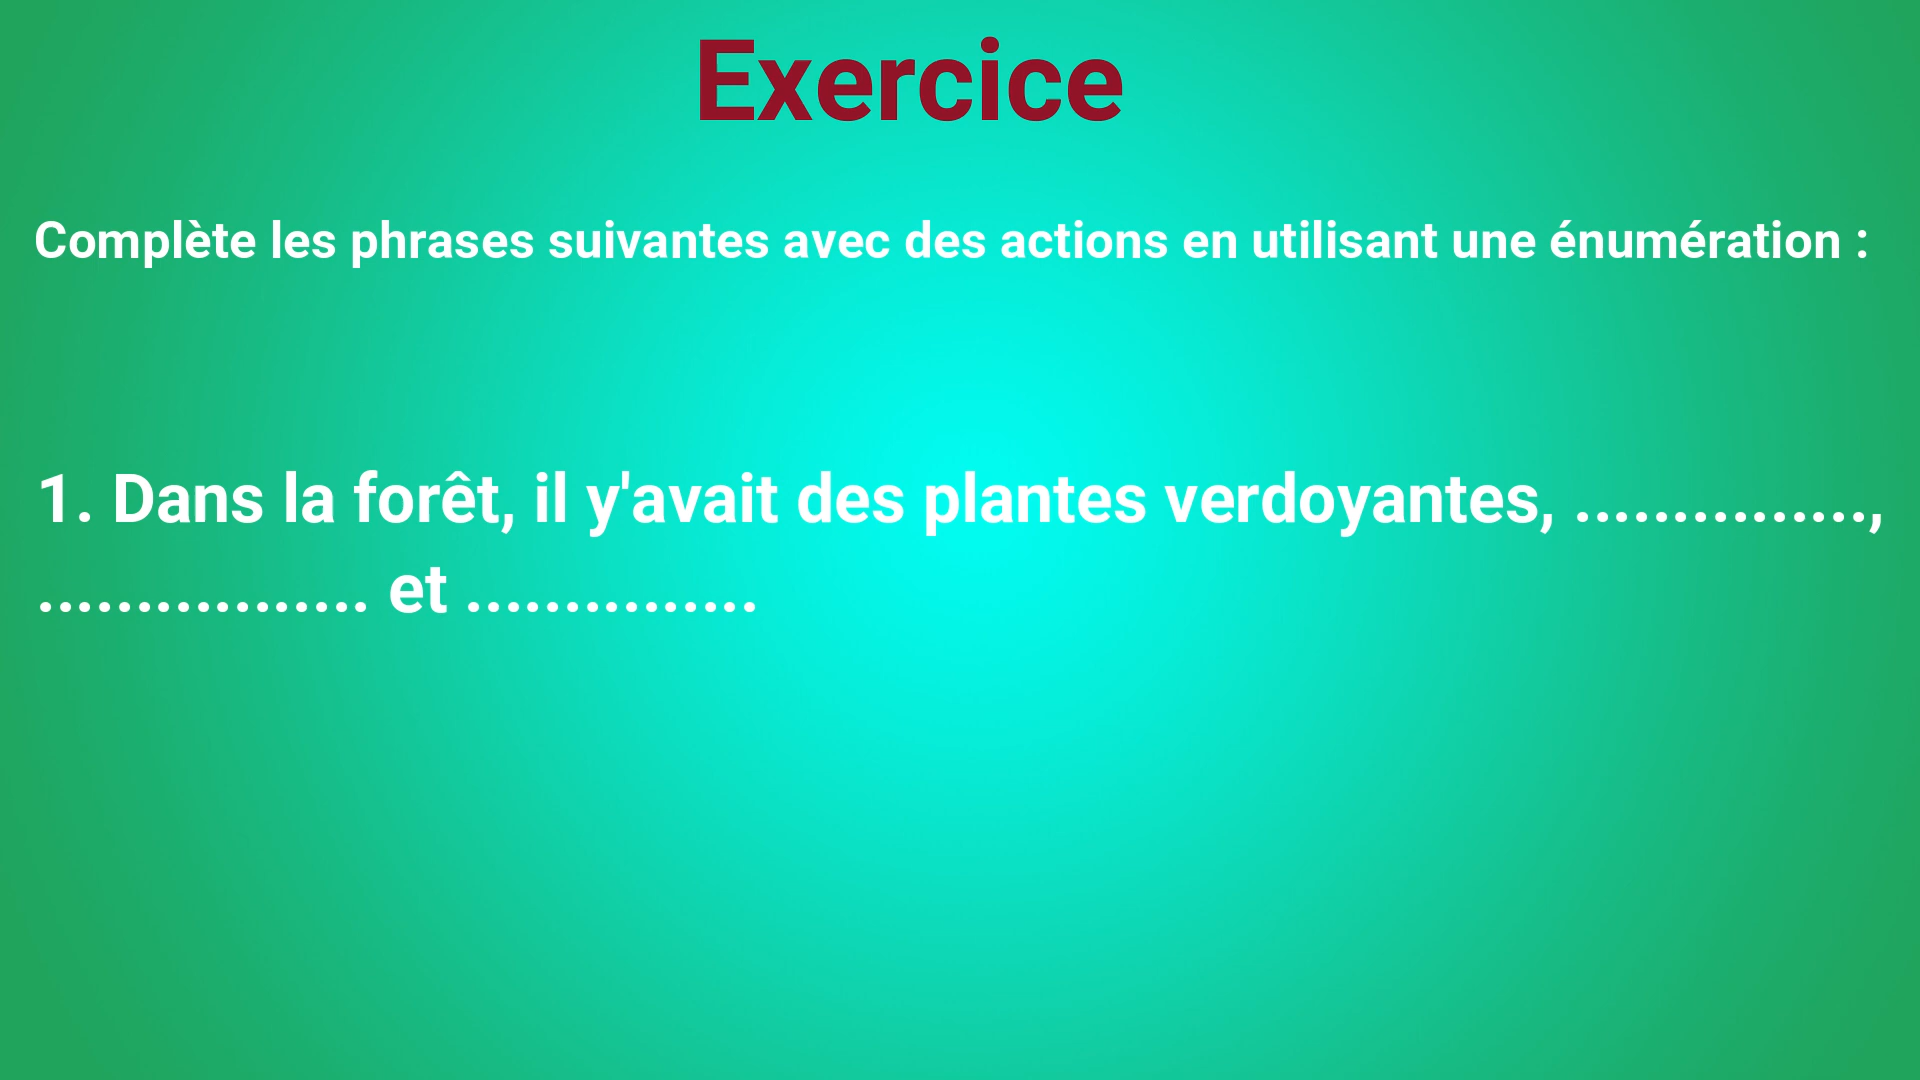 Exercice
Complète les phrases suivantes avec des actions en utilisant une énumération :
1. Dans la forêt, il y'avait des plantes verdoyantes, ...............,
................. et ...............